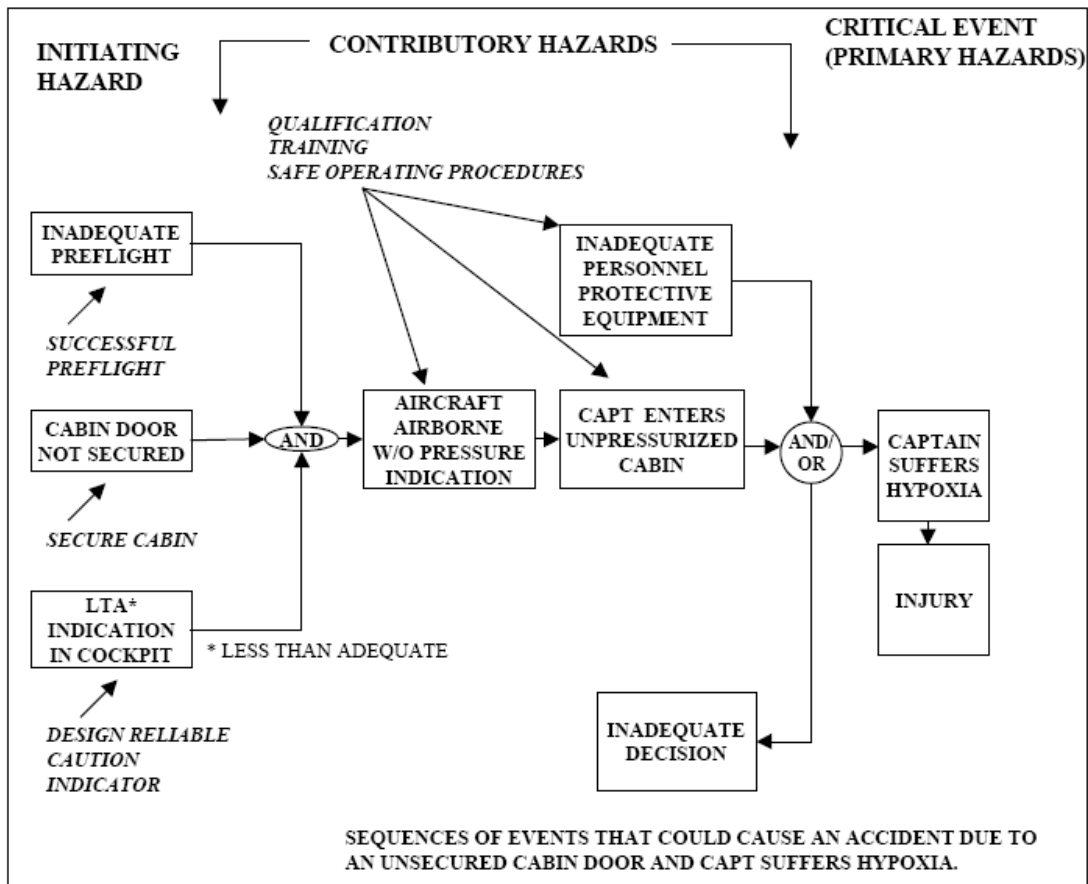 INITIATING
HAZARD
CONTRIBUTORY HAZARDS
CRITICAL EVENT
(PRIMARY HAZARDS)
QUALIFICATION
TRAINING
SAFE OPERATING PROCEDURES
INADEQUATE
PREFLIGHT
SUCCESSFUL
PREFLIGHT
CABIN DOOR
NOT SECURED
SECURE CABIN
LTA*
INDICATION
IN COCKPIT
* LESS THAN ADEQUATE
DESIGN RELIABLE
CAUTION
INDICATOR
AND
AIRCRAFT
AIRBORNE
W/O PRESSURE
INDICATION
INADEQUATE
PERSONNEL
PROTECTIVE
EQUIPMENT
CAPT ENTERS
UNPRESSURIZED
CABIN
AND/
OR
CAPTAIN
SUFFERS
HYPOXIA
INJURY
INADEQUATE
DECISION
SEQUENCES OF EVENTS THAT COULD CAUSE AN ACCIDENT DUE TO
AN UNSECURED CABIN DOOR AND CAPT SUFFERS HYPOXIA.